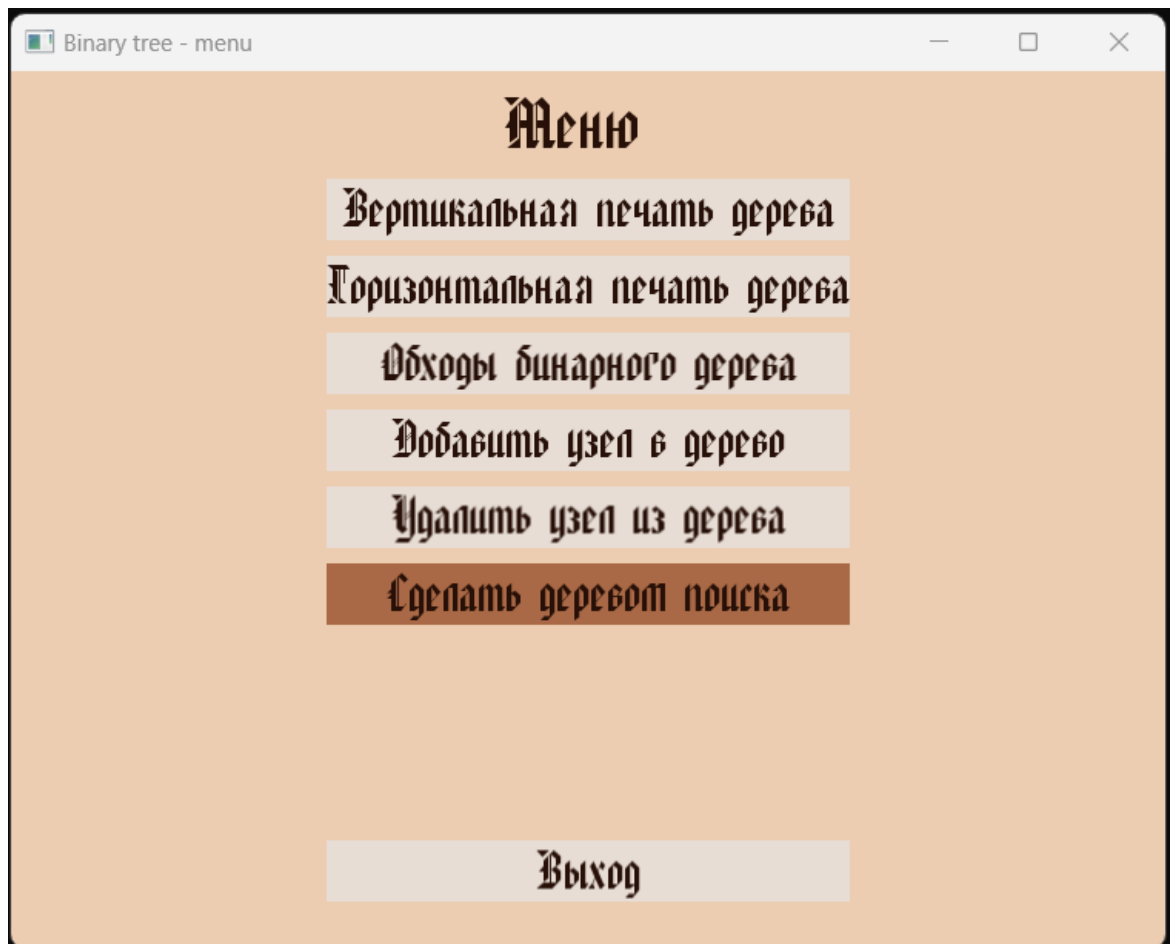 Binary tree - menu
Меню
Вертикальная печать дерева
Горизонтальная печать дерева
Обходы бинарного дерева
Добавить узел в дерево
Удалить узел из дерева
Сделать деревом поиска
Выход